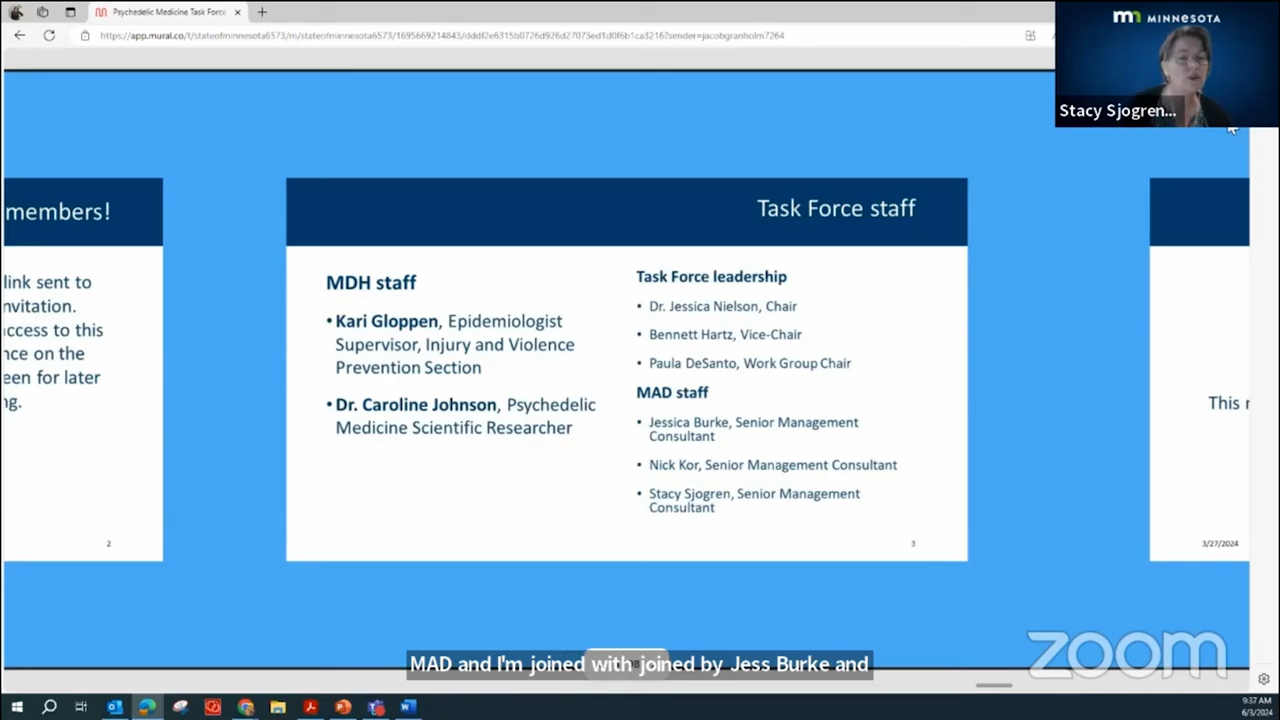 Psychedelic Medicine Task Force
https://app.mural.co/t/stateofminnesota6573/m/stateofminnesota6573/1695669214843/dddf2e6315b0726d926d27073ed1d0f6b1ca3216?sender=jacobgranholm7264
MINNESOTA
Stacy Sjogren...
members!
link sent to
nvitation.
ccess to this
nce on the
een for later
ng.
2
Task Force staff
MDH staff
• Kari Gloppen, Epidemiologist
Supervisor, Injury and Violence
Prevention Section
• Dr. Caroline Johnson, Psychedelic
Medicine Scientific Researcher
Task Force leadership
• Dr. Jessica Nielson, Chair
• Bennett Hartz, Vice-Chair
• Paula DeSanto, Work Group Chair
MAD staff
• Jessica Burke, Senior Management
Consultant
• Nick Kor, Senior Management Consultant
• Stacy Sjogren, Senior Management
Consultant
3
This
3/27/2024
zoom
MAD and I'm joined with joined by Jess Burke and
9:37 AM
6/3/2024